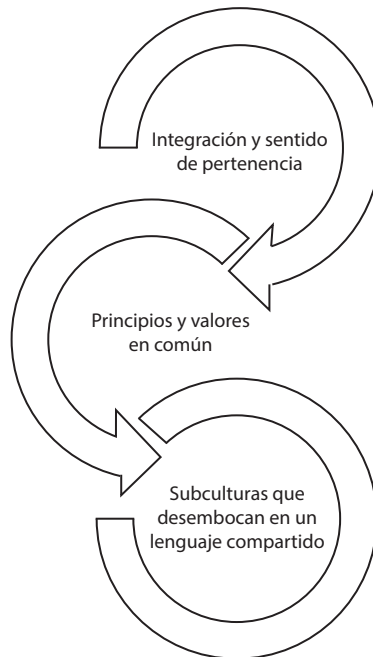 Integración y sentido
de pertenencia
Principios y valores
en común
Subculturas que
desembocan en un
lenguaje compartido